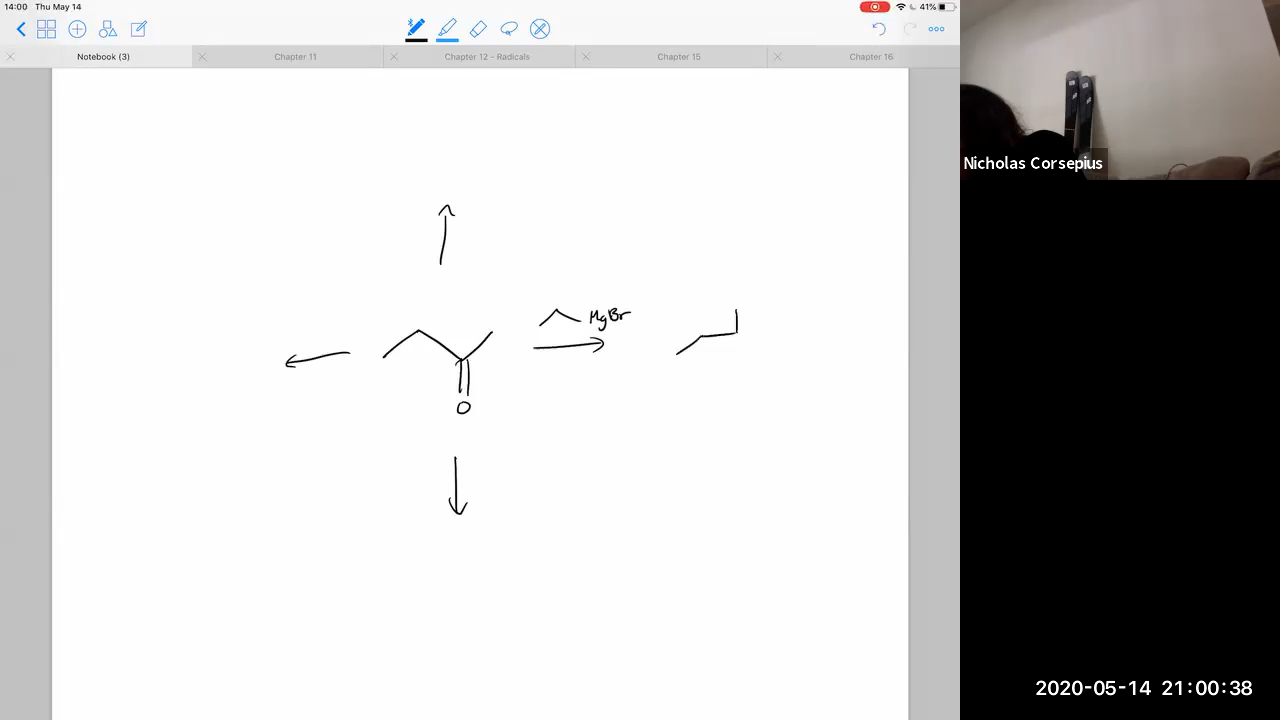 14:00 Thu May 14
41%
Notebook (3)
Chapter 11
Chapter 12 - Radicals
Chapter 15
Chapter 16
Nicholas Corsepius
MgBr
O
2020-05-14 21:00:38